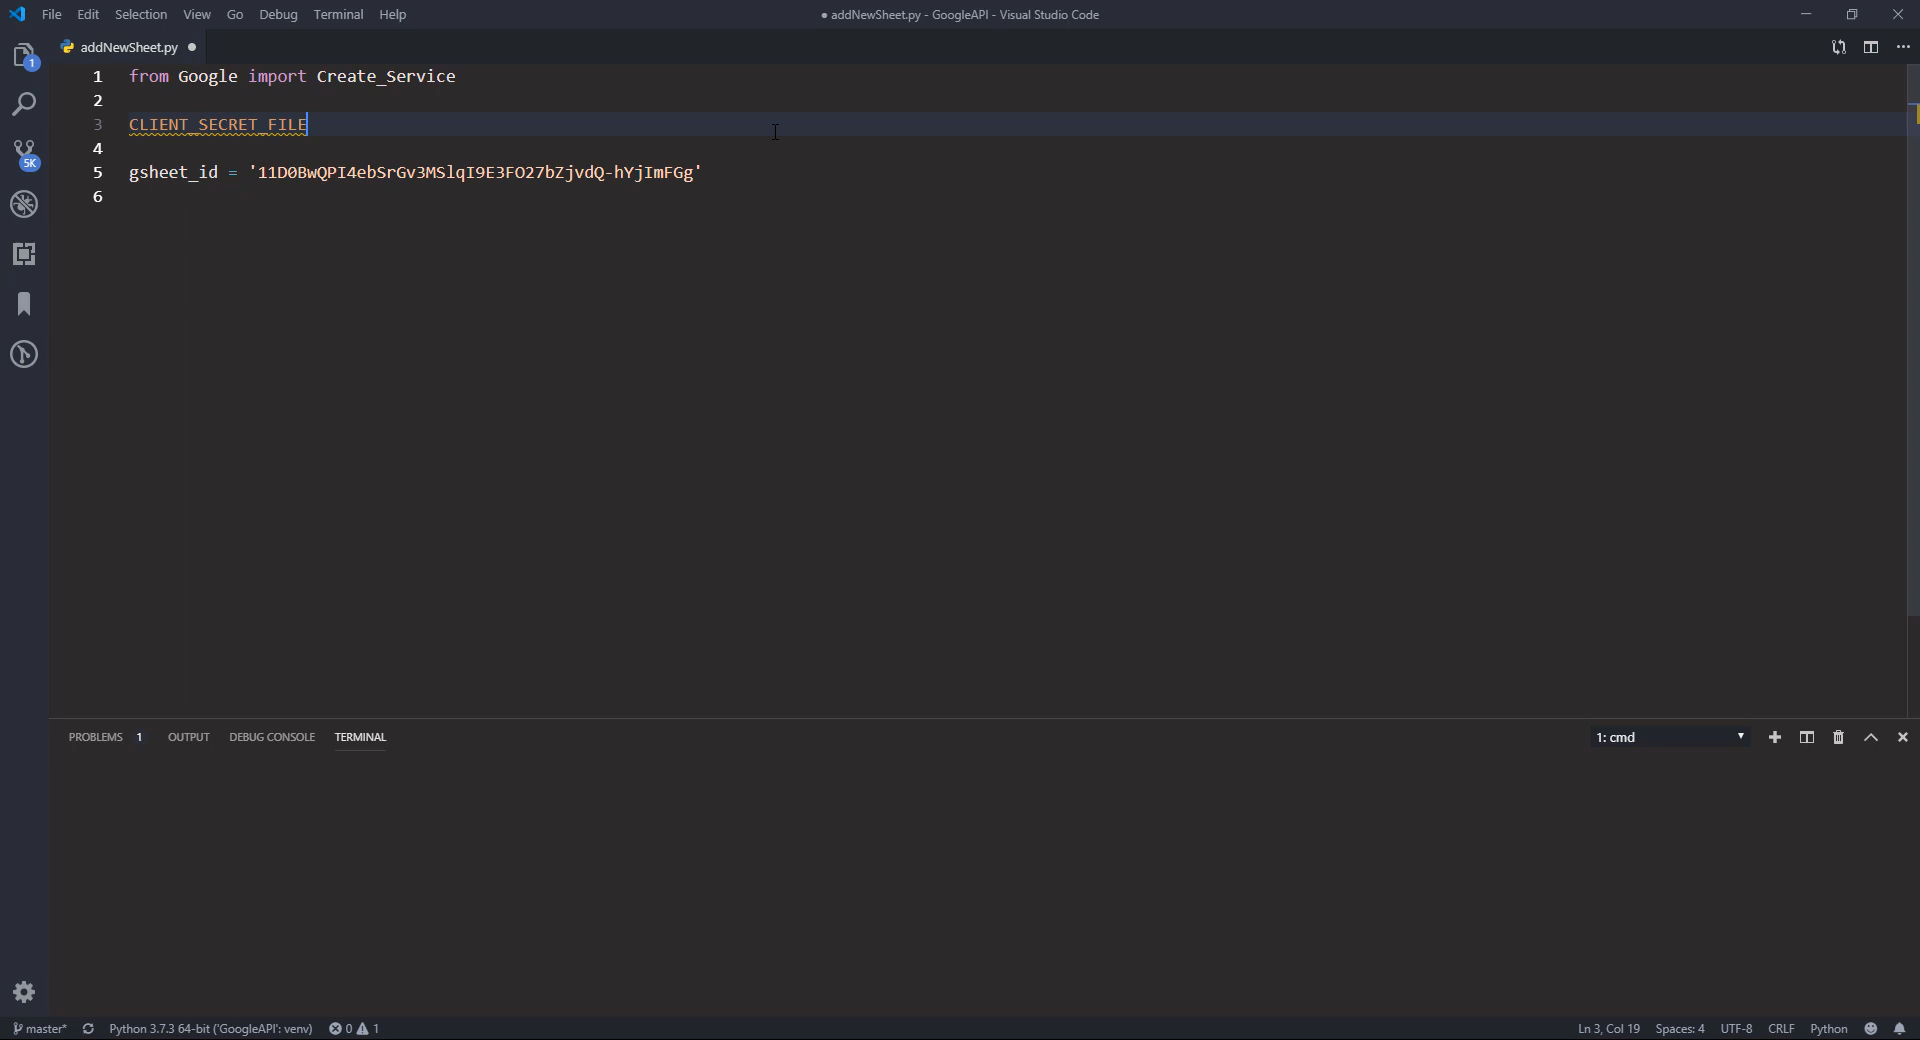 File Edit Selection View Go Debug Terminal Help
● addNewSheet.py - GoogleAPI - Visual Studio Code
addNewSheet.py
1
5K
1 from Google import Create_Service
2
3 CLIENT_SECRET_FILE
4
5 gsheet_id = '11D0BwQPI4ebSrGv3MSlqI9E3FO27bZjvdQ-hYjImFGg'
6
PROBLEMS 1 OUTPUT DEBUG CONSOLE TERMINAL
1: cmd
master* Python 3.7.3 64-bit ('GoogleAPI': venv) 0 1
Ln 3, Col 19 Spaces: 4 UTF-8 CRLF Python